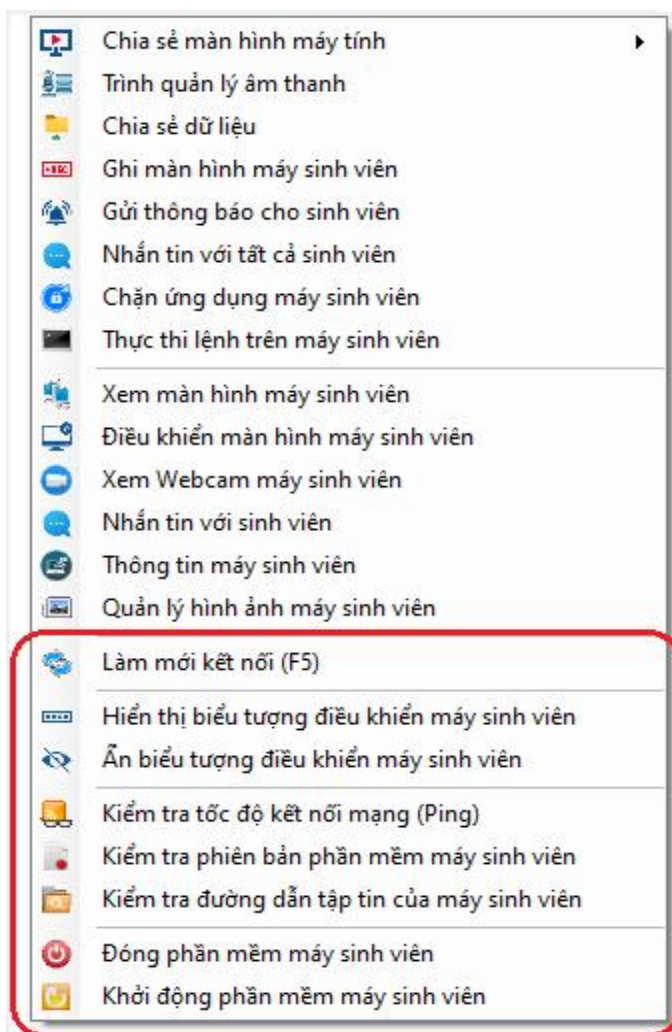 Chia sẻ màn hình máy tính
Trình quản lý âm thanh
Chia sẻ dữ liệu
REC
Ghi màn hình máy sinh viên
Gửi thông báo cho sinh viên
Nhắn tin với tất cả sinh viên
Chặn ứng dụng máy sinh viên
Thực thi lệnh trên máy sinh viên
Xem màn hình máy sinh viên
Điều khiển màn hình máy sinh viên
Xem Webcam máy sinh viên
Nhắn tin với sinh viên
Thông tin máy sinh viên
Quản lý hình ảnh máy sinh viên
Làm mới kết nối (F5)
Hiển thị biểu tượng điều khiển máy sinh viên
Ẩn biểu tượng điều khiển máy sinh viên
Kiểm tra tốc độ kết nối mạng (Ping)
Kiểm tra phiên bản phần mềm máy sinh viên
Kiểm tra đường dẫn tập tin của máy sinh viên
Đóng phần mềm máy sinh viên
Khởi động phần mềm máy sinh viên